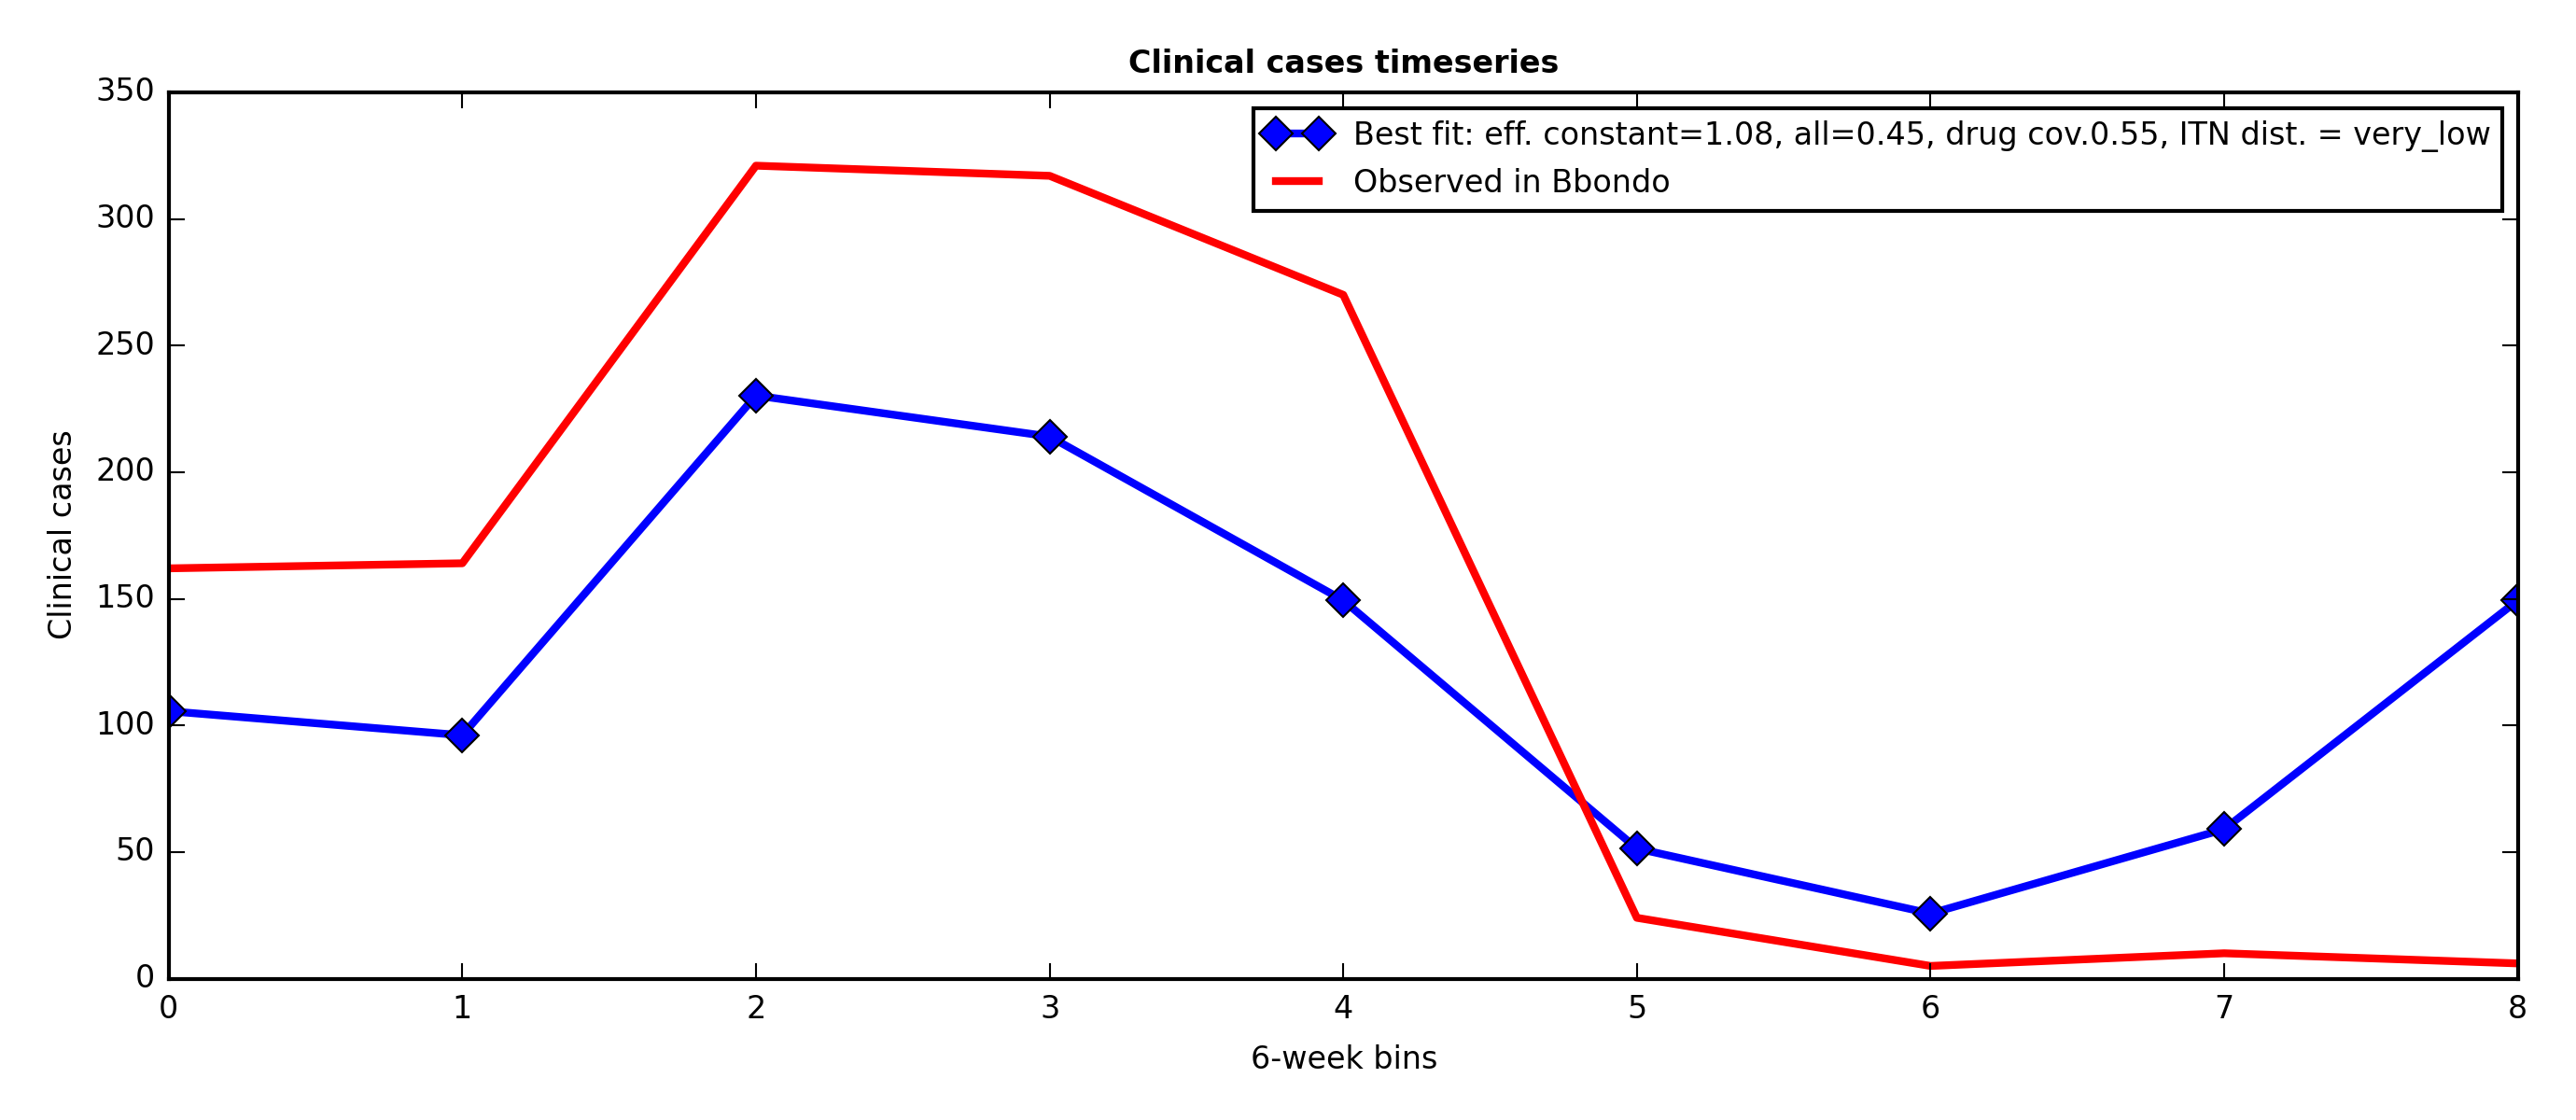 Clinical cases timeseries
350
300
250
200
150
100
50
0
Clinical cases
Best fit: eff. constant=1.08, all=0.45, drug cov.0.55, ITN dist. = very_low
Observed in Bbondo
0 1 2 3 4 5 6 7 8
6-week bins